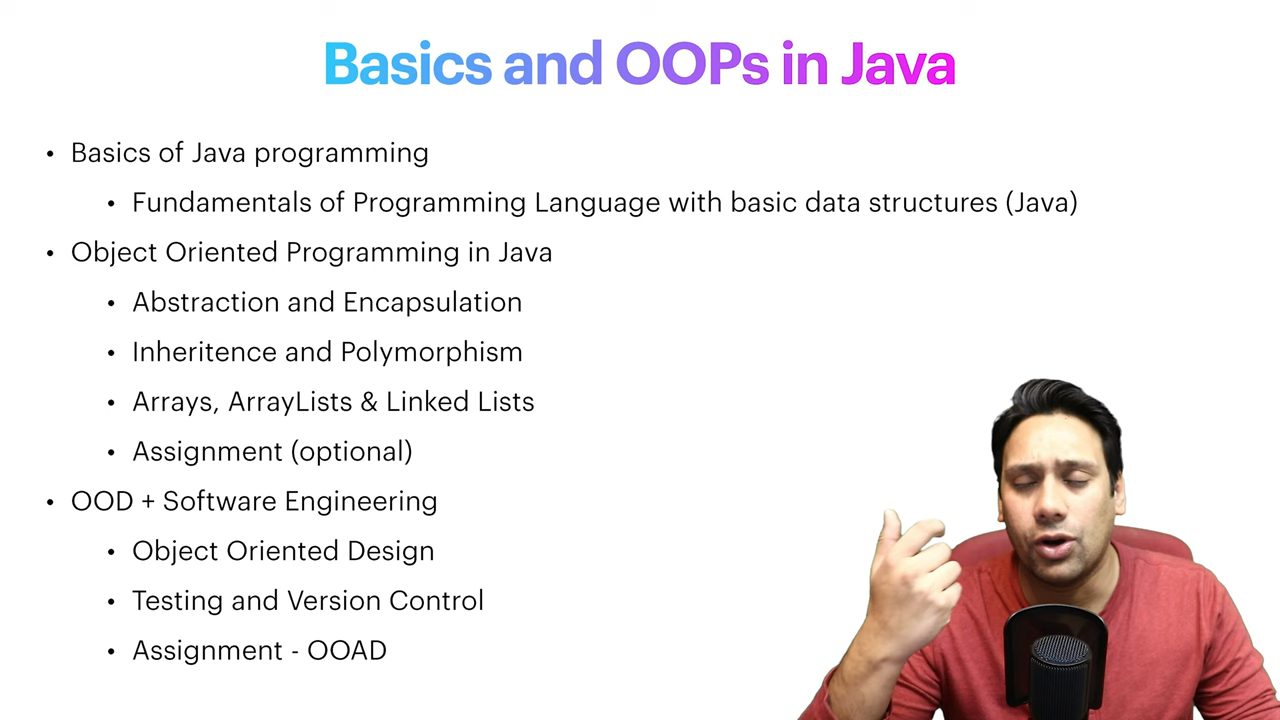 Basics and OOPs in Java
• Basics of Java programming
• Fundamentals of Programming Language with basic data structures (Java)
• Object Oriented Programming in Java
• Abstraction and Encapsulation
• Inheritence and Polymorphism
• Arrays, ArrayLists & Linked Lists
• Assignment (optional)
• OOD + Software Engineering
• Object Oriented Design
• Testing and Version Control
• Assignment - OOAD